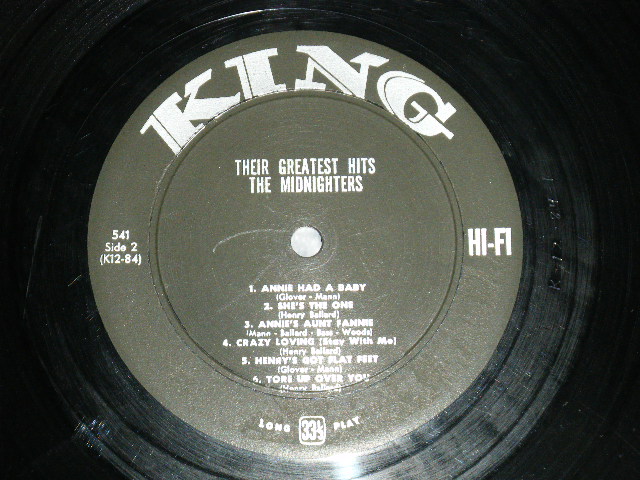 KING
THEIR GREATEST HITS
THE MIDNIGHTERS
541
Side 2
(K12-84)
HI-FI
1. ANNIE HAD A BABY
(Glover - Mann)
2. SHE'S THE ONE
(Henry Ballard)
3. ANNIE'S AUNT FANNIE
(Mann - Ballard - Bass - Woods)
4. CRAZY LOVING (Stay With Me)
(Henry Ballard)
5. HENRY'S GOT FLAT FEET
(Glover - Mann)
6. TORE UP OVER YOU
(Henry Ballard)
LONG 33⅓ PLAY